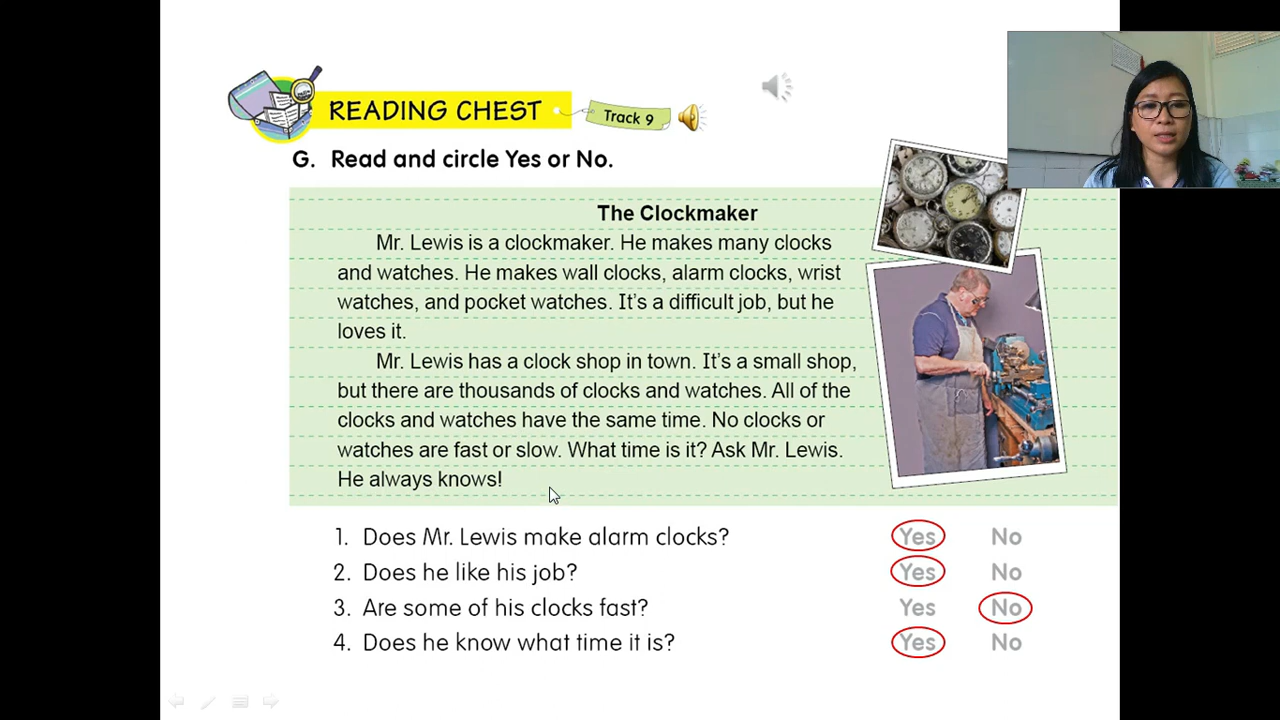 READING CHEST
Track 9
G. Read and circle Yes or No.
The Clockmaker
Mr. Lewis is a clockmaker. He makes many clocks
and watches. He makes wall clocks, alarm clocks, wrist
watches, and pocket watches. It's a difficult job, but he
loves it.
Mr. Lewis has a clock shop in town. It's a small shop,
but there are thousands of clocks and watches. All of the
clocks and watches have the same time. No clocks or
watches are fast or slow. What time is it? Ask Mr. Lewis.
He always knows!
1. Does Mr. Lewis make alarm clocks? Yes No
2. Does he like his job? Yes No
3. Are some of his clocks fast? Yes No
4. Does he know what time it is? Yes No